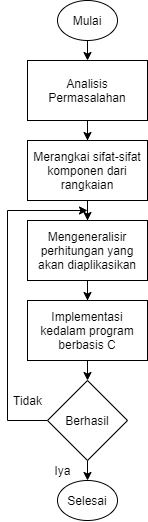 Mulai
Analisis
Permasalahan
Merangkai sifat-sifat
komponen dari
rangkaian
Mengeneralisir
perhitungan yang
akan diaplikasikan
Implementasi
kedalam program
berbasis C
Tidak
Berhasil
Iya
Selesai